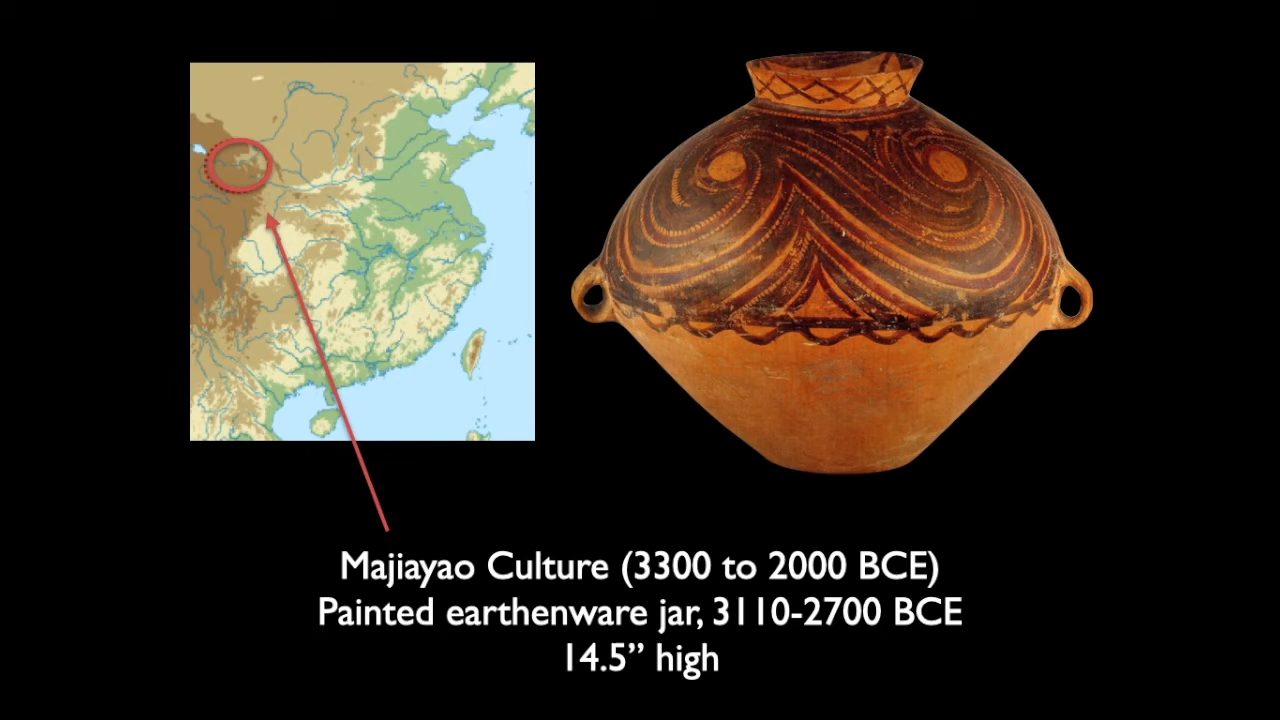 Majiayao Culture (3300 to 2000 BCE)
Painted earthenware jar, 3110-2700 BCE
14.5” high